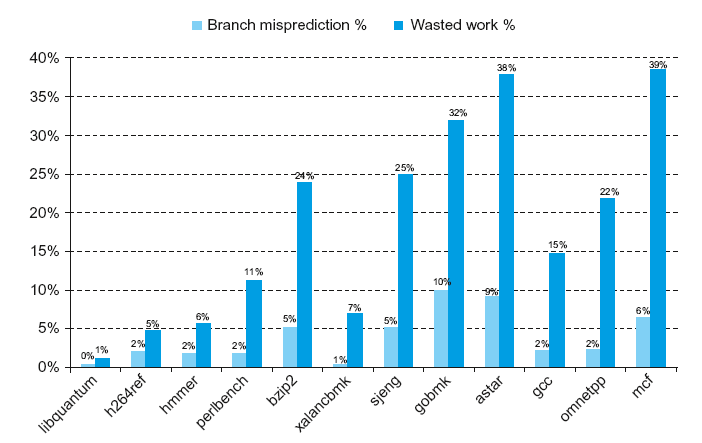 Branch misprediction % Wasted work %
40%
35%
30%
25%
20%
15%
10%
5%
0%
0% 1%
2% 5%
2% 6%
2% 11%
5% 24%
1% 7%
5% 25%
10% 32%
9% 38%
2% 15%
2% 22%
6% 39%
libquantum
h264ref
hmmer
perlbench
bzip2
xalancbmk
sjeng
gobmk
astar
gcc
omnetpp
mcf